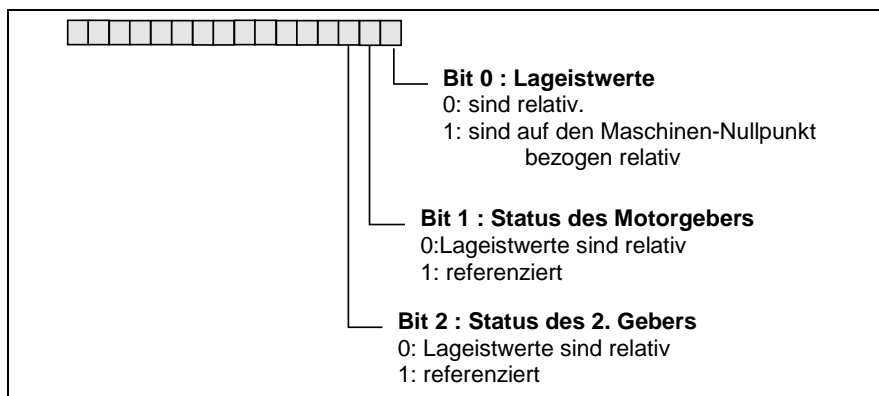 Bit 0 : Lageistwerte
0: sind relativ.
1: sind auf den Maschinen-Nullpunkt
bezogen relativ
Bit 1 : Status des Motorgebers
0:Lageistwerte sind relativ
1: referenziert
Bit 2 : Status des 2. Gebers
0: Lageistwerte sind relativ
1: referenziert